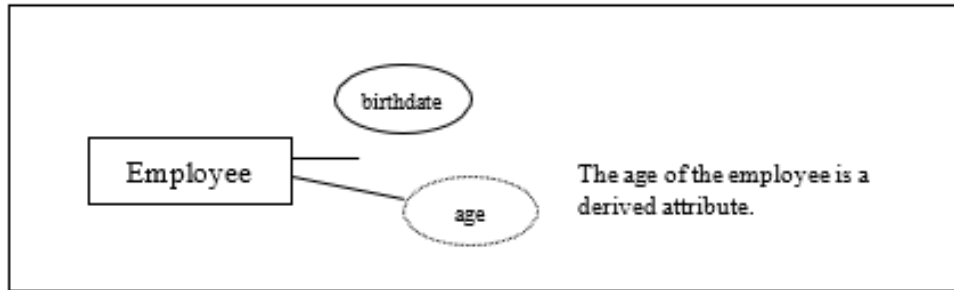 birthdate
Employee
The age of the employee is a
derived attribute.
age